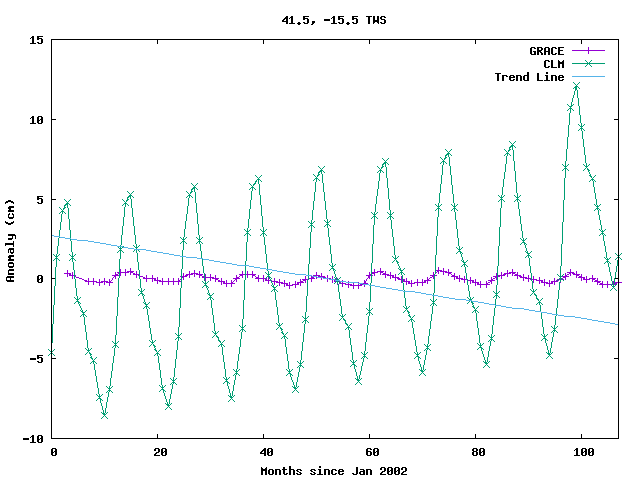 41.5, -15.5 TWS
GRACE
CLM
Trend Line
15
10
5
0
-5
-10
Anomaly (cm)
0 20 40 60 80 100
Months since Jan 2002